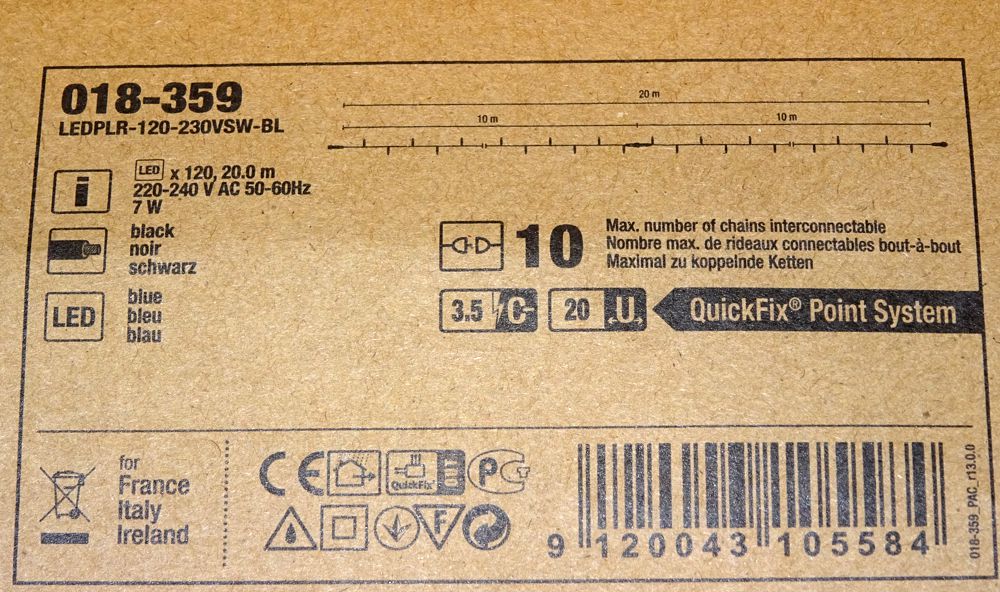 018-359
LEDPLR-120-230VSW-BL
20 m
10 m
10 m
LED x 120, 20.0 m
220-240 V AC 50-60Hz
7 W
black
noir
schwarz
LED
blue
bleu
blau
10
Max. number of chains interconnectable
Nombre max. de rideaux connectables bout-à-bout
Maximal zu koppelnde Ketten
3.5
C
20
U
QuickFix® Point System
for
France
Italy
Ireland
CE
QuickFix
F
9 120043 105584
018-359_PAC_r13.0.0